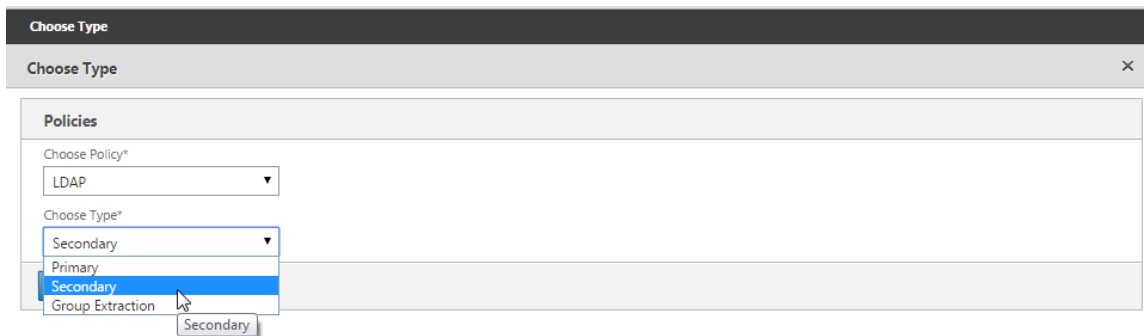 Choose Type
Choose Type ×
Policies
Choose Policy*
LDAP
Choose Type*
Secondary
Primary
Secondary
Group Extraction
Secondary